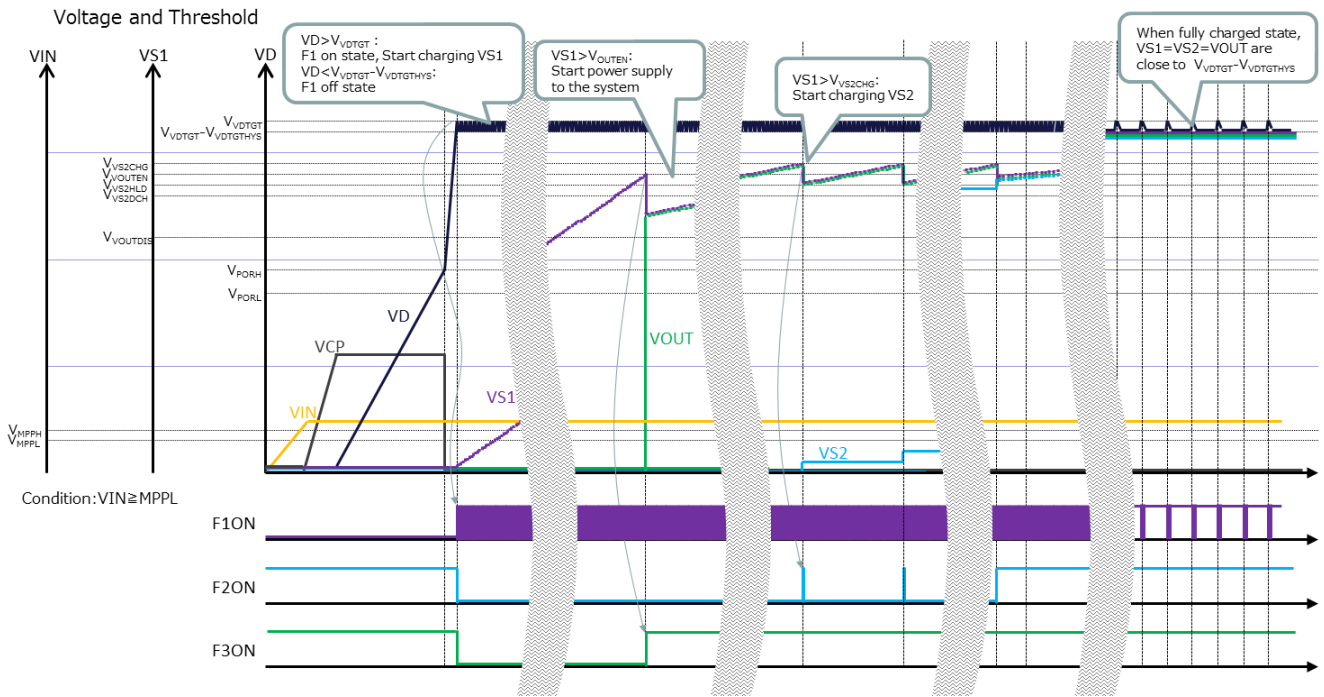 Voltage and Threshold
VIN
VS1
VD
VD>VVDTGT :
F1 on state, Start charging VS1
VD<VVDTGT-VVDTGTHYS :
F1 off state
VS1>VOUTEN:
Start power supply
to the system
VS1>VVS2CHG:
Start charging VS2
When fully charged state,
VS1=VS2=VOUT are
close to VVDTGT-VVDTGTHYS
VVDTGT
VVDTGT-VVDTGTHYS
VVS2CHG
VVOUTEN
VVS2HLD
VVS2DCH
VVOUTDIS
VPORH
VPORL
VD
VCP
VOUT
VS1
VIN
VMPPH
VMPPL
VS2
Condition:VIN≧MPPL
F1ON
F2ON
F3ON